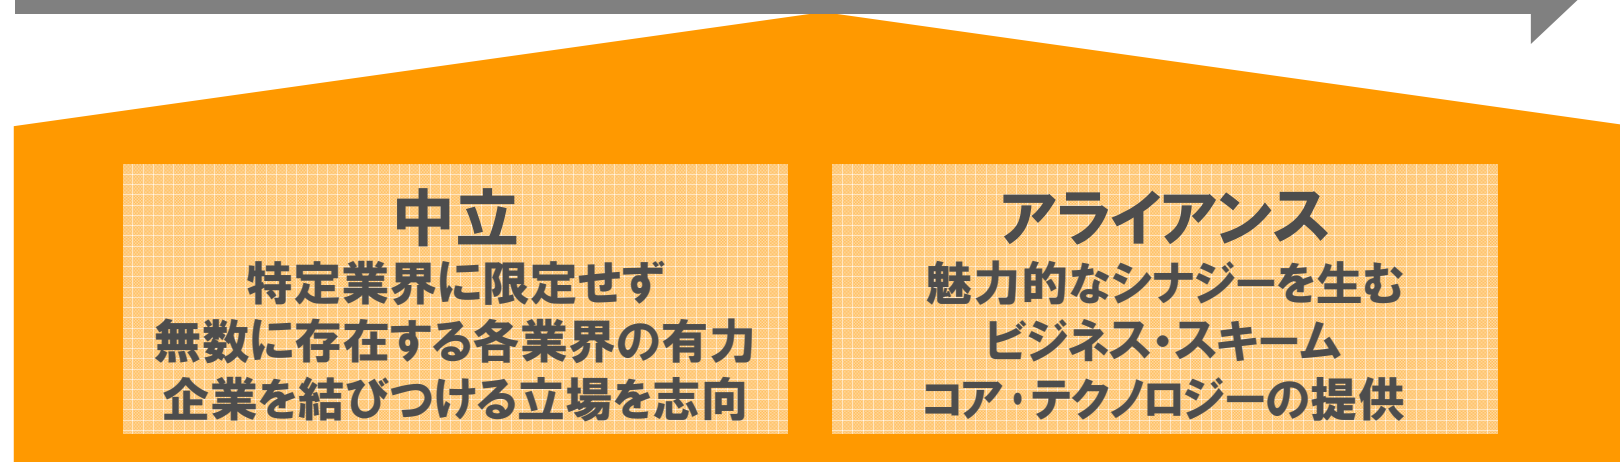 中立
特定業界に限定せず
無数に存在する各業界の有力
企業を結びつける立場を志向
アライアンス
魅力的なシナジーを生む
ビジネス・スキーム
コア・テクノロジーの提供